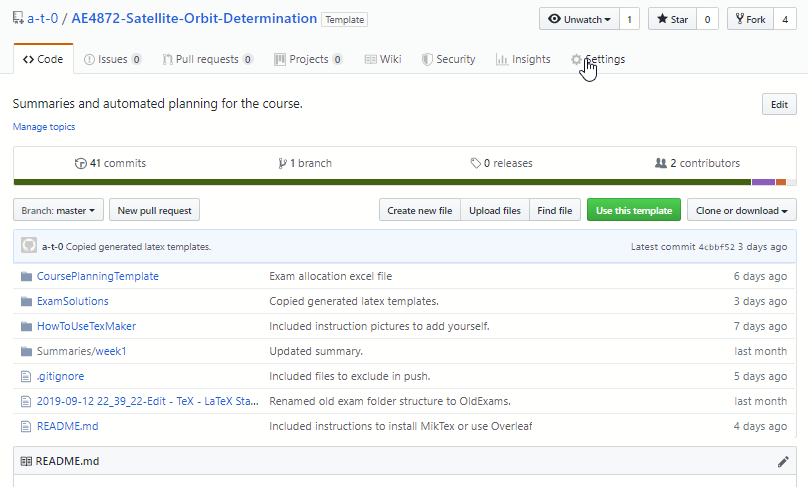 a-t-0 / AE4872-Satellite-Orbit-Determination Template Unwatch 1 Star 0 Fork 4
Code Issues 0 Pull requests 0 Projects 0 Wiki Security Insights Settings
Summaries and automated planning for the course. Edit
Manage topics
41 commits 1 branch 0 releases 2 contributors
Branch: master New pull request Create new file Upload files Find file Use this template Clone or download
a-t-0 Copied generated latex templates. Latest commit 4cbbf52 3 days ago
CoursePlanningTemplate Exam allocation excel file 6 days ago
ExamSolutions Copied generated latex templates. 3 days ago
HowToUseTexMaker Included instruction pictures to add yourself. 7 days ago
Summaries/week1 Updated summary. last month
.gitignore Included files to exclude in push. 5 days ago
2019-09-12 22_39_22-Edit - TeX - LaTeX Sta... Renamed old exam folder structure to OldExams. last month
README.md Included instructions to install MikTex or use Overleaf 4 days ago
README.md